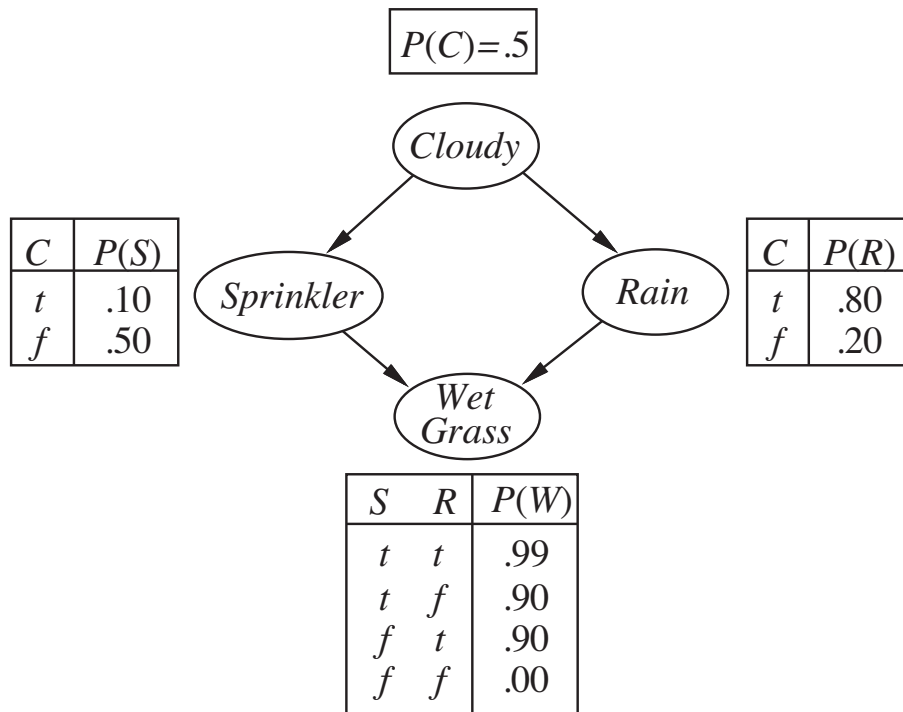 P(C)=.5
Cloudy
C P(S)
t .10
f .50
Sprinkler
Rain
C P(R)
t .80
f .20
Wet
Grass
S R P(W)
t t .99
t f .90
f t .90
f f .00